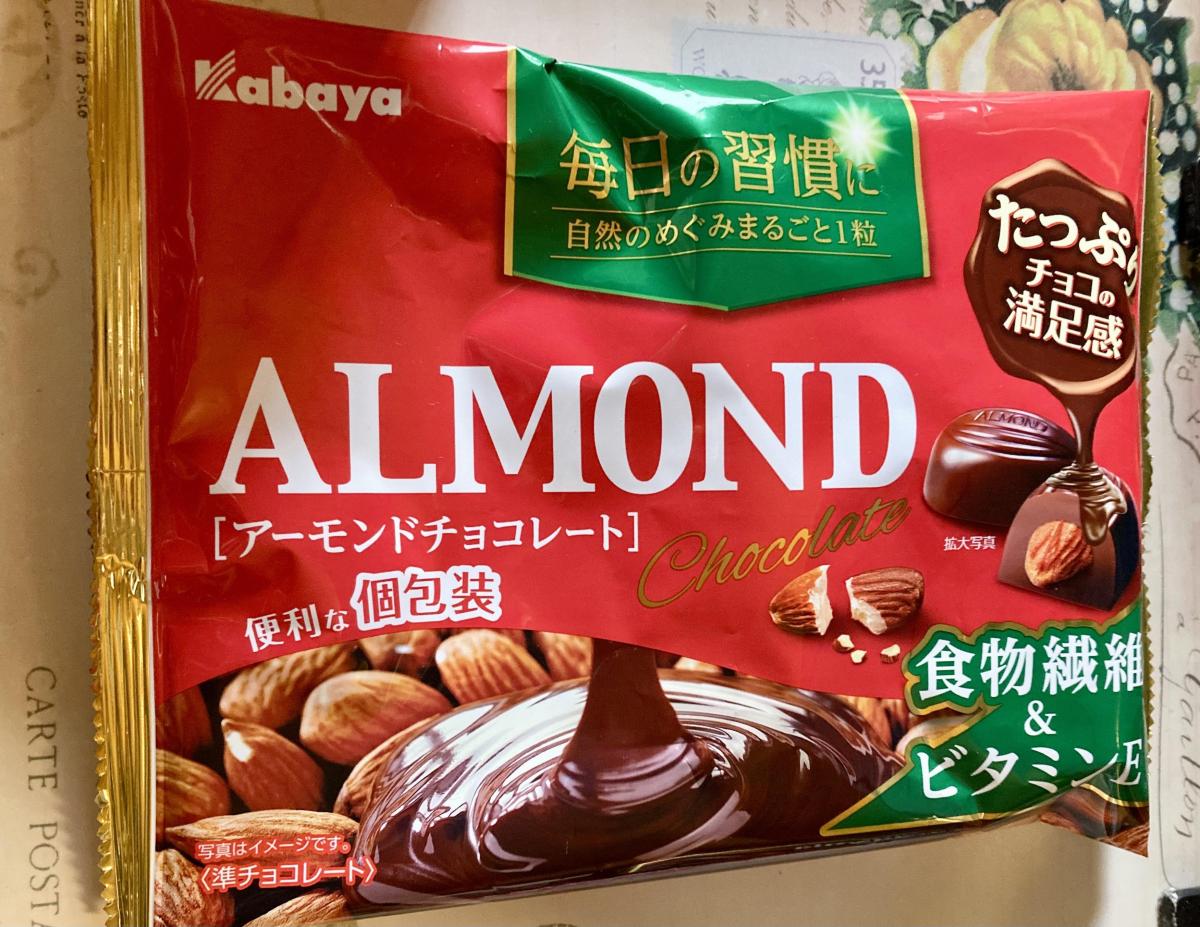 Kabaya
毎日の習慣に
自然のめぐみまるごと1粒
たっぷり
チョコの
満足感
ALMOND
ALMOND
[アーモンドチョコレート]
Chocolate
拡大写真
便利な個包装
食物繊維
&
ビタミンE
写真はイメージです。
〈準チョコレート〉
CARTE POSTA